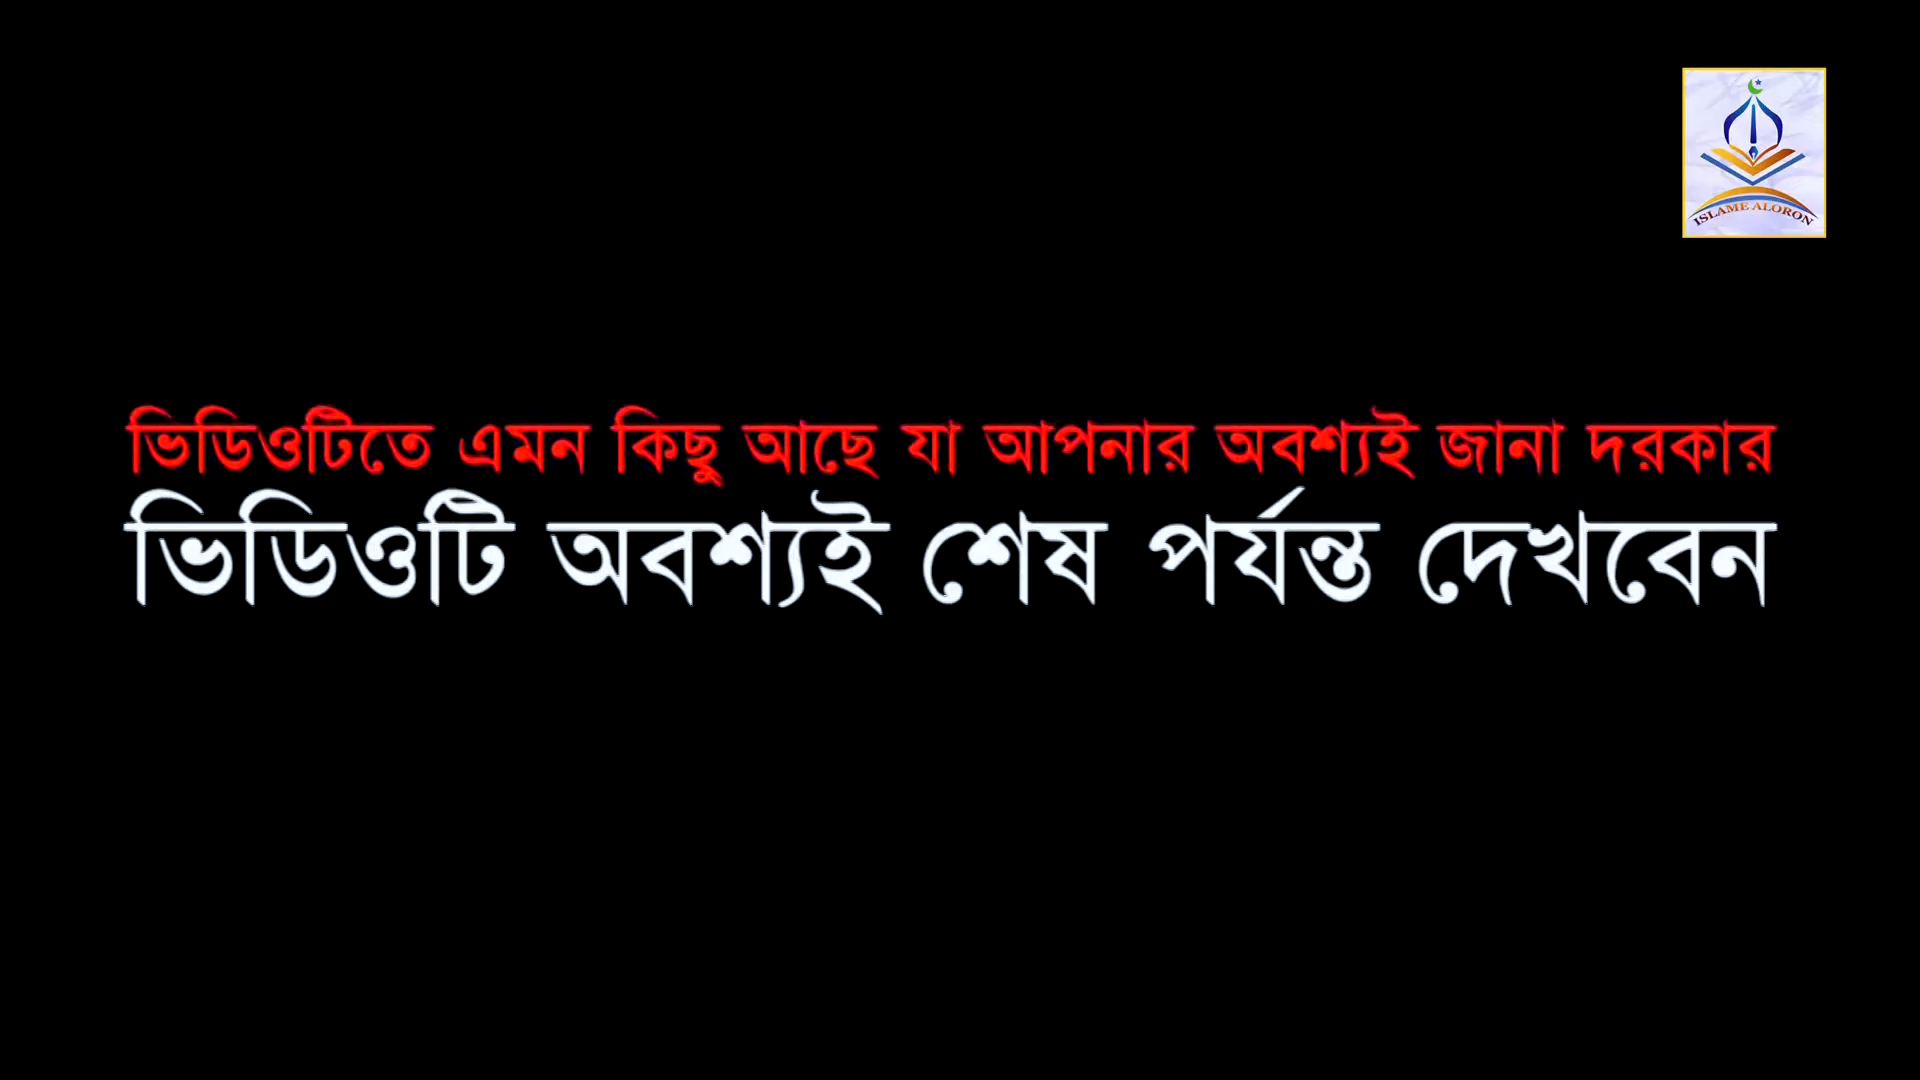 ISLAME ALORON
ভিডিওটিতে এমন কিছু আছে যা আপনার অবশ্যই জানা দরকার
ভিডিওটি অবশ্যই শেষ পর্যন্ত দেখবেন